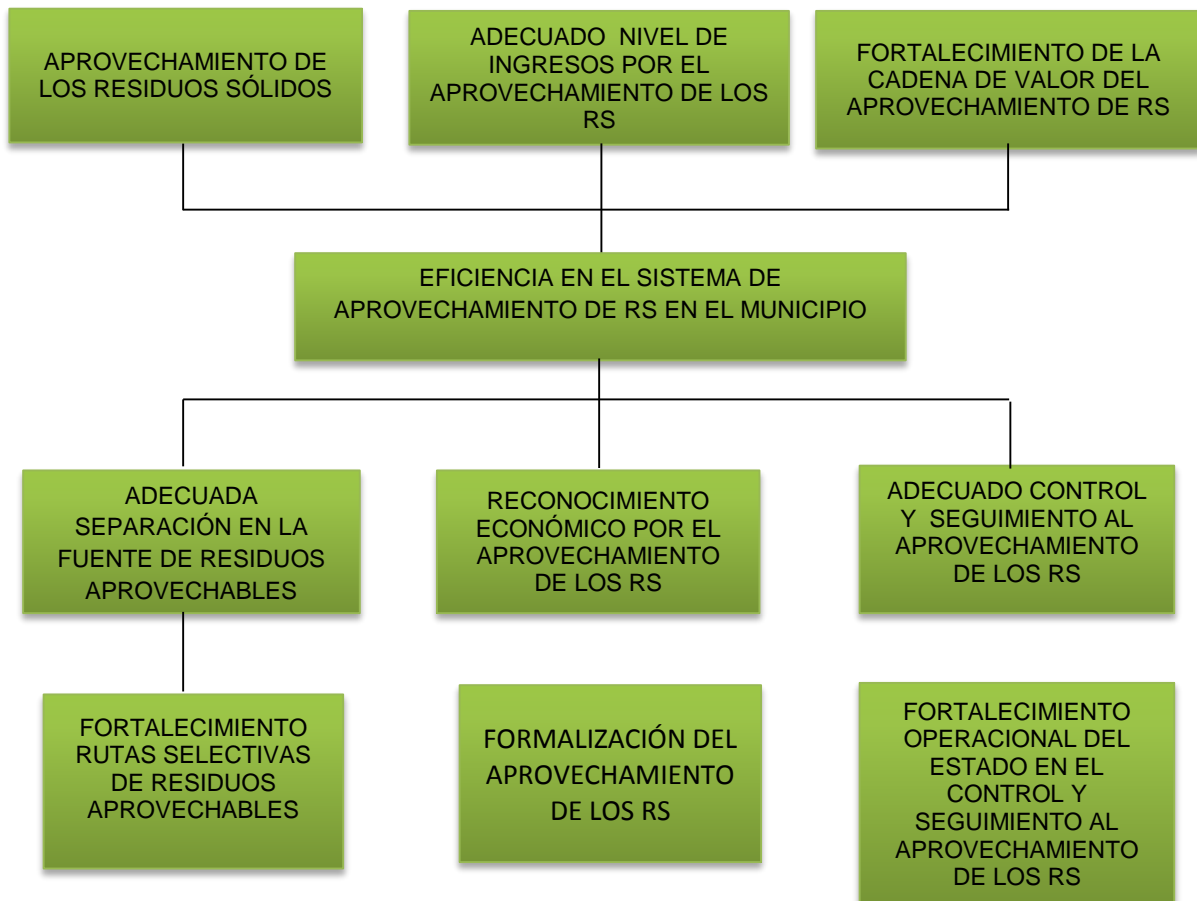 APROVECHAMIENTO DE
LOS RESIDUOS SÓLIDOS
ADECUADO NIVEL DE
INGRESOS POR EL
APROVECHAMIENTO DE LOS
RS
FORTALECIMIENTO DE LA
CADENA DE VALOR DEL
APROVECHAMIENTO DE RS
EFICIENCIA EN EL SISTEMA DE
APROVECHAMIENTO DE RS EN EL MUNICIPIO
ADECUADA
SEPARACIÓN EN LA
FUENTE DE RESIDUOS
APROVECHABLES
RECONOCIMIENTO
ECONÓMICO POR EL
APROVECHAMIENTO
DE LOS RS
ADECUADO CONTROL
Y SEGUIMIENTO AL
APROVECHAMIENTO
DE LOS RS
FORTALECIMIENTO
RUTAS SELECTIVAS
DE RESIDUOS
APROVECHABLES
FORMALIZACIÓN DEL
APROVECHAMIENTO
DE LOS RS
FORTALECIMIENTO
OPERACIONAL DEL
ESTADO EN EL
CONTROL Y
SEGUIMIENTO AL
APROVECHAMIENTO
DE LOS RS